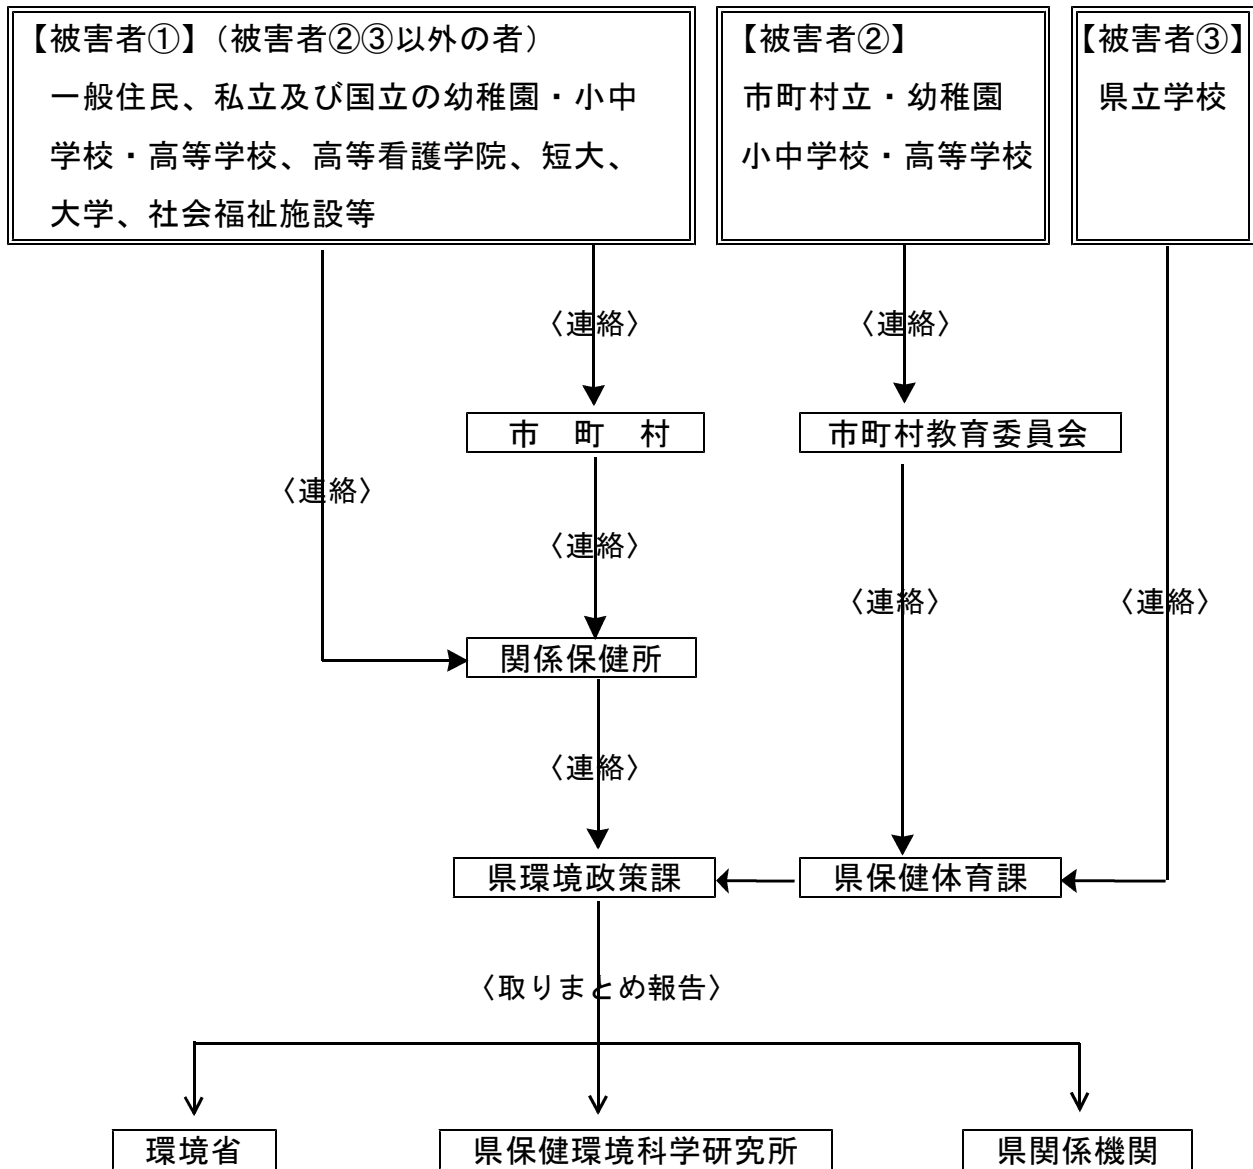 【被害者①】（被害者②③以外の者）
一般住民、私立及び国立の幼稚園・小中
学校・高等学校、高等看護学院、短大、
大学、社会福祉施設等
【被害者②】
市町村立・幼稚園
小中学校・高等学校
【被害者③】
県立学校
〈連絡〉
〈連絡〉
市　町　村
市町村教育委員会
〈連絡〉
〈連絡〉
〈連絡〉
〈連絡〉
関係保健所
〈連絡〉
県環境政策課
県保健体育課
〈取りまとめ報告〉
環境省
県保健環境科学研究所
県関係機関